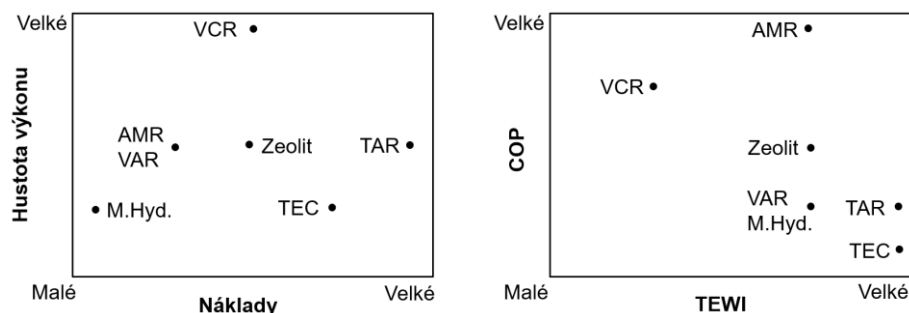 Velké
VCR
Hustota výkonu
AMR
VAR
Zeolit
TAR
M.Hyd.
TEC
Malé
Náklady
Velké
Velké
AMR
VCR
COP
Zeolit
VAR
M.Hyd.
TAR
TEC
Malé
TEWI
Velké